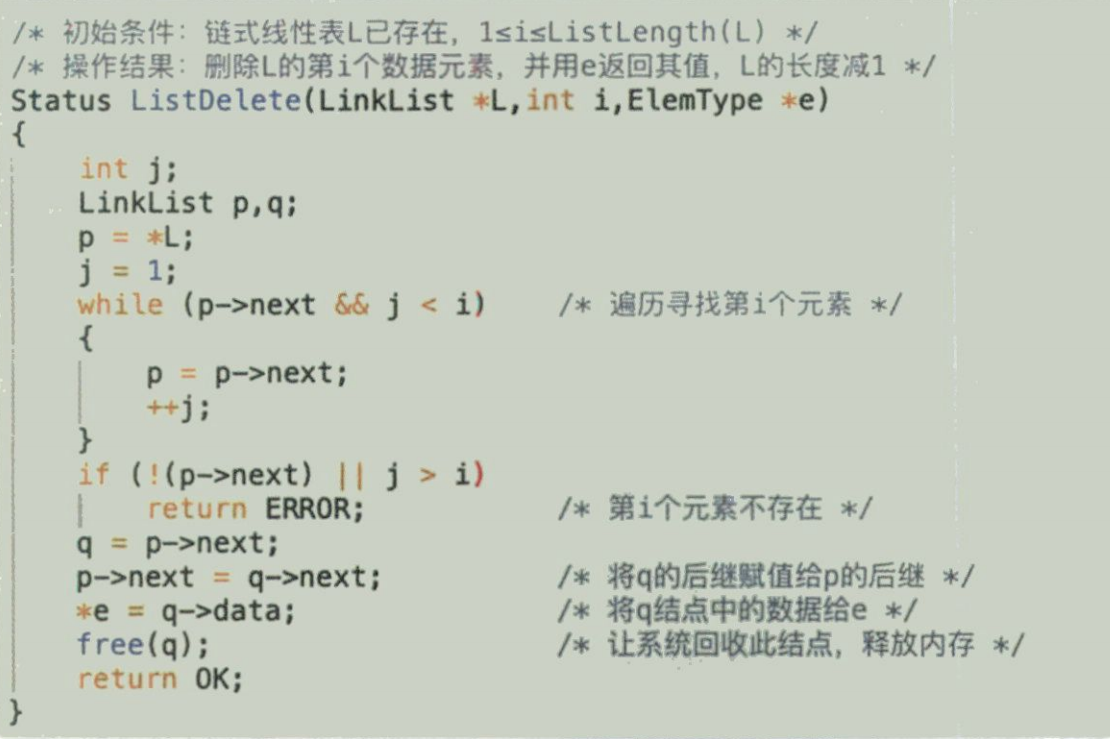 /* 初始条件：链式线性表L已存在，1≤i≤ListLength(L) */
/* 操作结果：删除L的第i个数据元素，并用e返回其值，L的长度减1 */
Status ListDelete(LinkList *L,int i,ElemType *e)
{
    int j;
    LinkList p,q;
    p = *L;
    j = 1;
    while (p->next && j < i)    /* 遍历寻找第i个元素 */
    {
        p = p->next;
        ++j;
    }
    if (!(p->next) || j > i)
        return ERROR;           /* 第i个元素不存在 */
    q = p->next;
    p->next = q->next;          /* 将q的后继赋值给p的后继 */
    *e = q->data;               /* 将q结点中的数据给e */
    free(q);                    /* 让系统回收此结点，释放内存 */
    return OK;
}